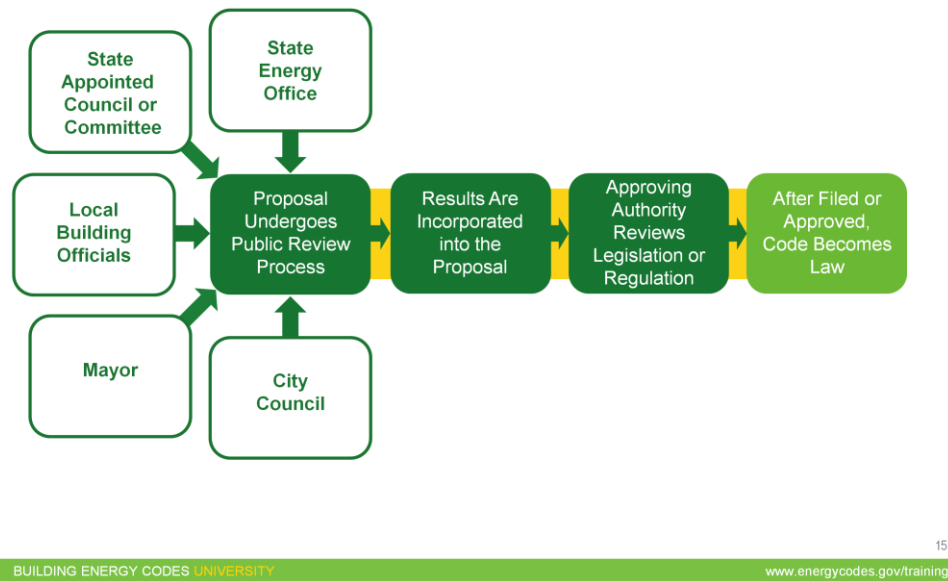 State
Appointed
Council or
Committee
State
Energy
Office
Local
Building
Officials
Mayor
City
Council
Proposal
Undergoes
Public Review
Process
Results Are
Incorporated
into the
Proposal
Approving
Authority
Reviews
Legislation or
Regulation
After Filed or
Approved,
Code Becomes
Law
15
BUILDING ENERGY CODES UNIVERSITY
www.energycodes.gov/training